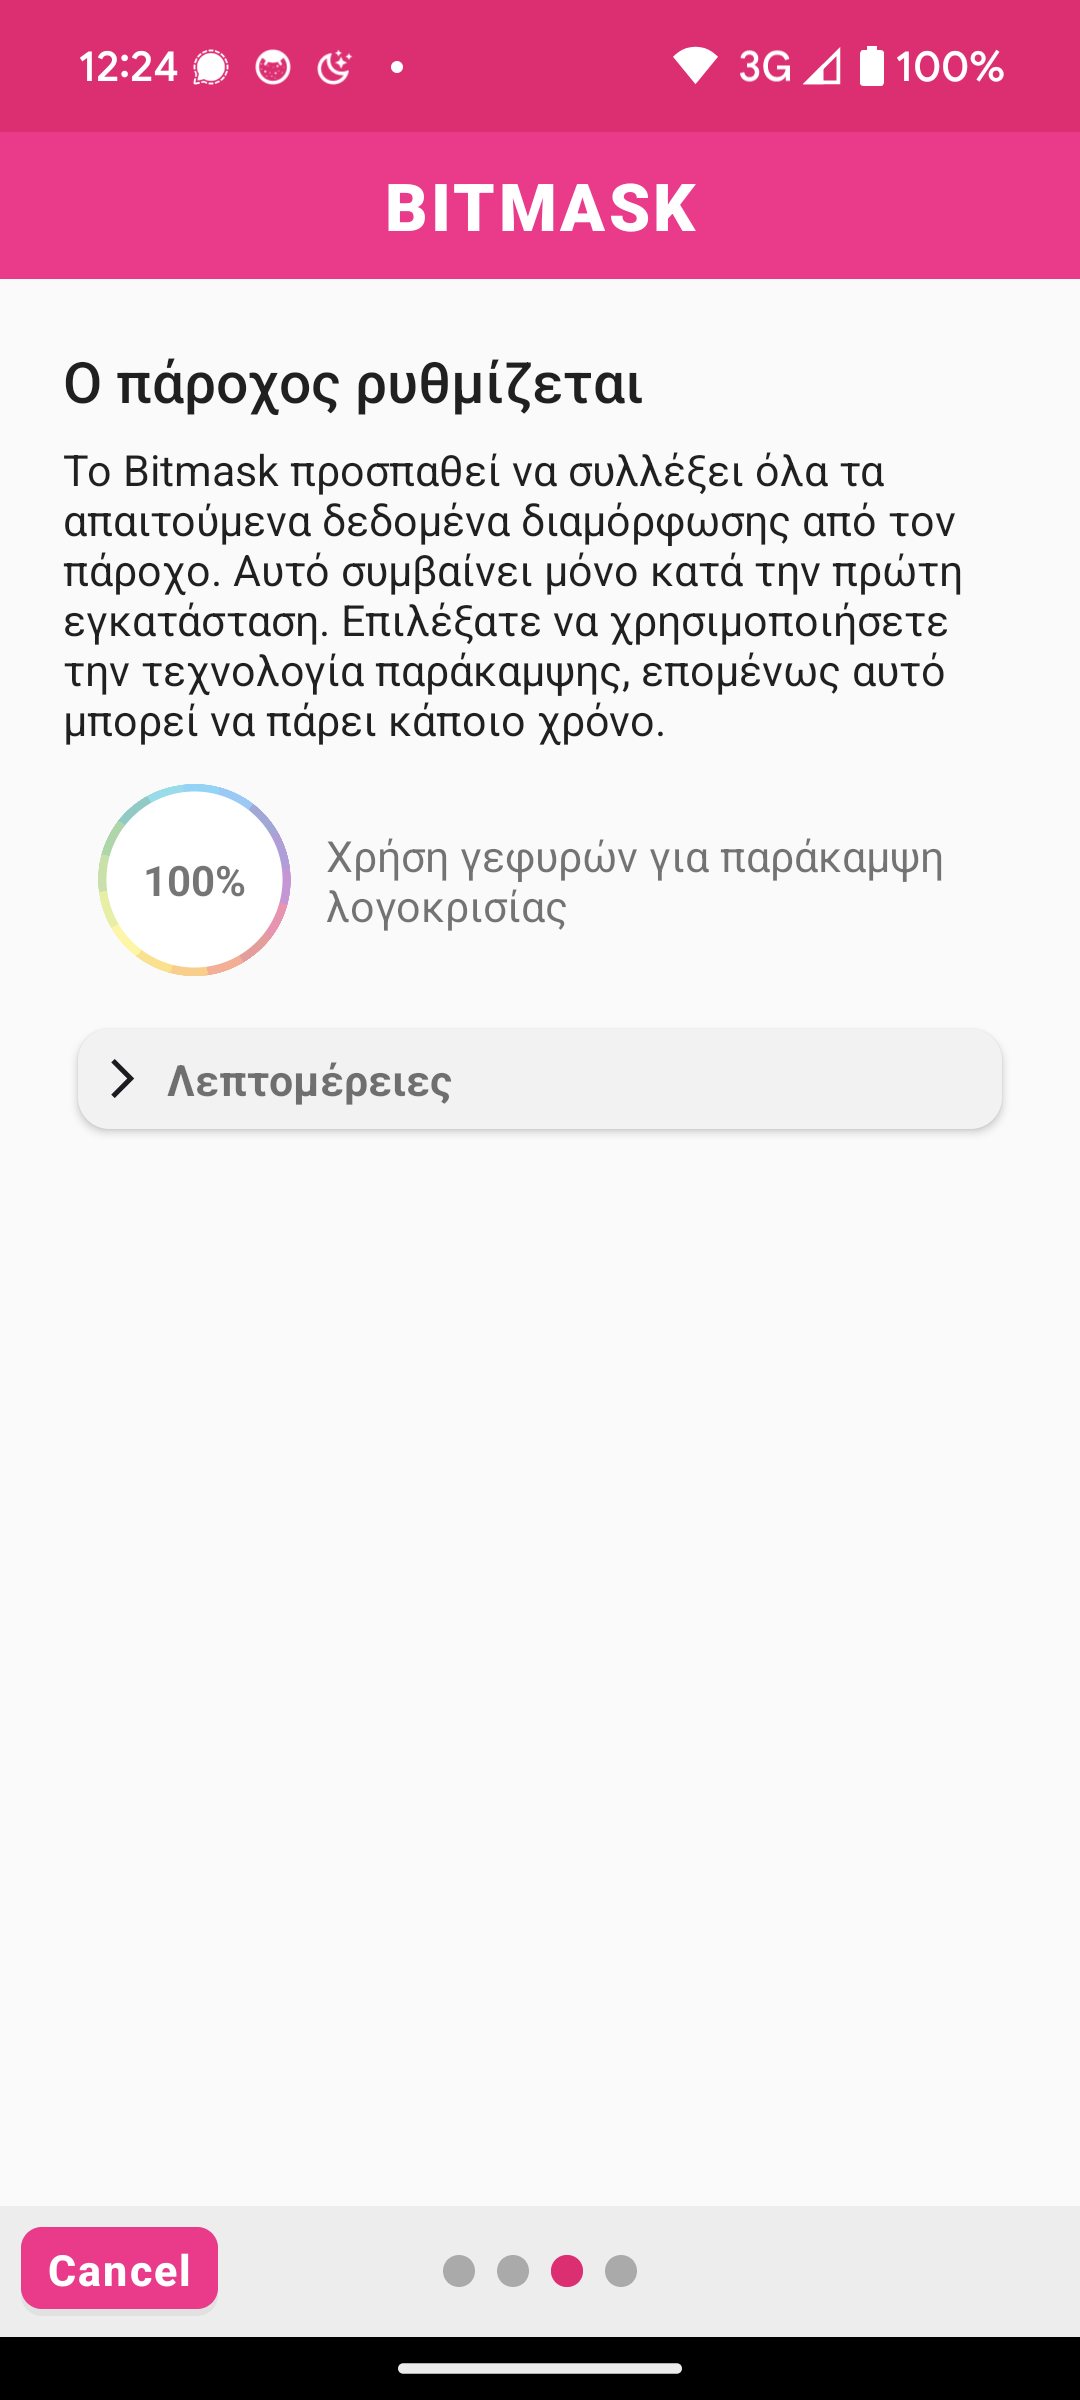 12:24
3G
100%
BITMASK
Ο πάροχος ρυθμίζεται
Το Bitmask προσπαθεί να συλλέξει όλα τα
απαιτούμενα δεδομένα διαμόρφωσης από τον
πάροχο. Αυτό συμβαίνει μόνο κατά την πρώτη
εγκατάσταση. Επιλέξατε να χρησιμοποιήσετε
την τεχνολογία παράκαμψης, επομένως αυτό
μπορεί να πάρει κάποιο χρόνο.
100%
Χρήση γεφυρών για παράκαμψη
λογοκρισίας
Λεπτομέρειες
Cancel